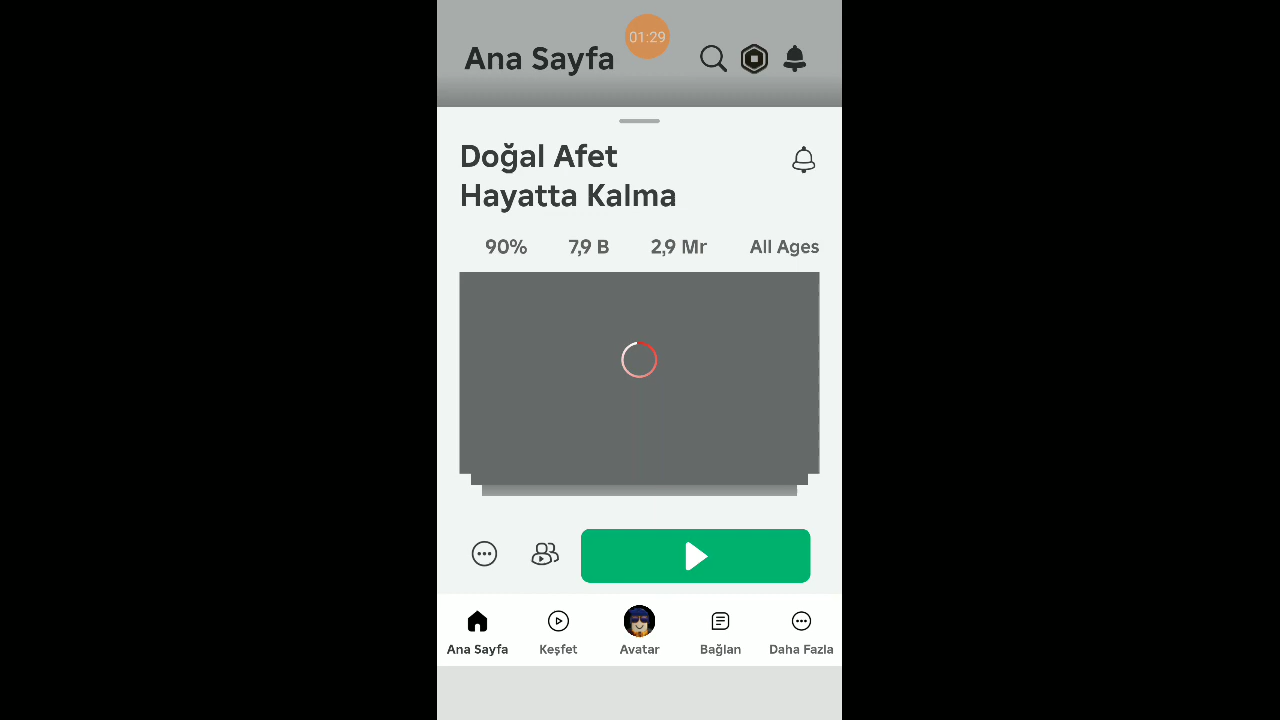 01:29
Ana Sayfa
Doğal Afet
Hayatta Kalma
90% 7,9 B 2,9 Mr All Ages
Ana Sayfa Keşfet Avatar Bağlan Daha Fazla